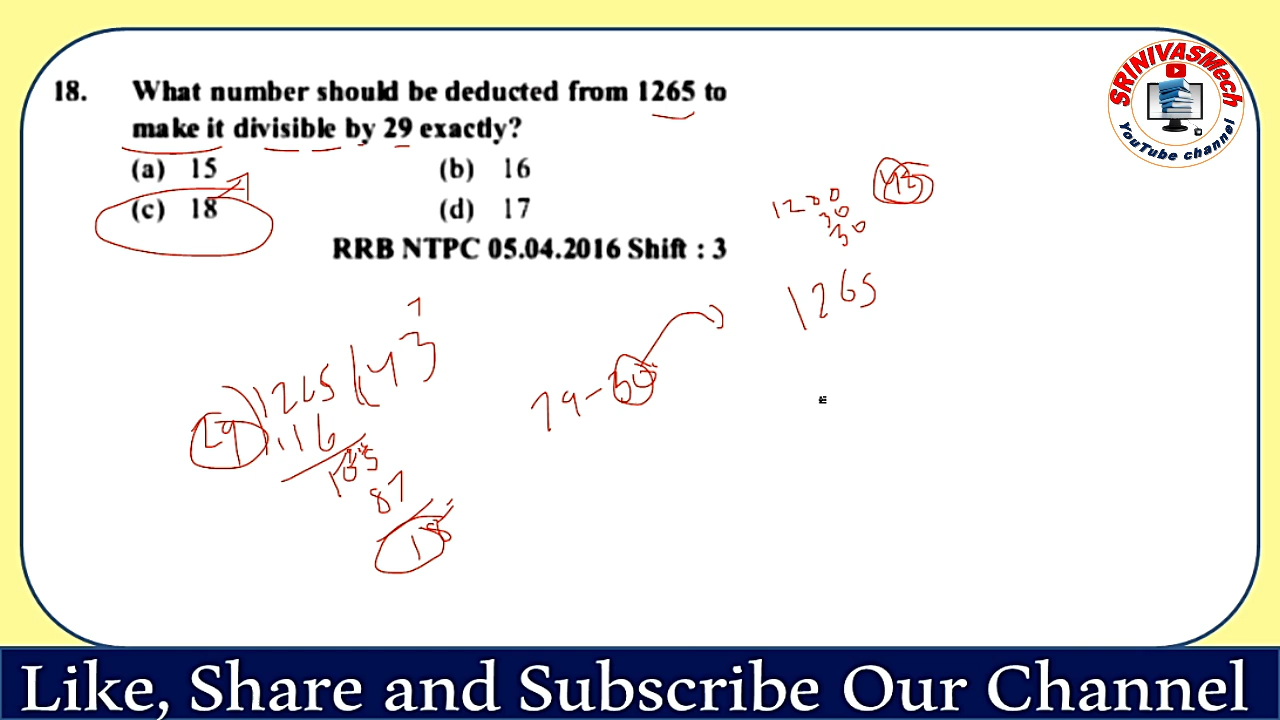 18. What number should be deducted from 1265 to
make it divisible by 29 exactly?
(a) 15 (b) 16
(c) 18 (d) 17
RRB NTPC 05.04.2016 Shift : 3
SRINIVASMech
YouTube channel
1200
30
30
1265
29) 1265 (43
116
105
87
18
29-30
Like, Share and Subscribe Our Channel